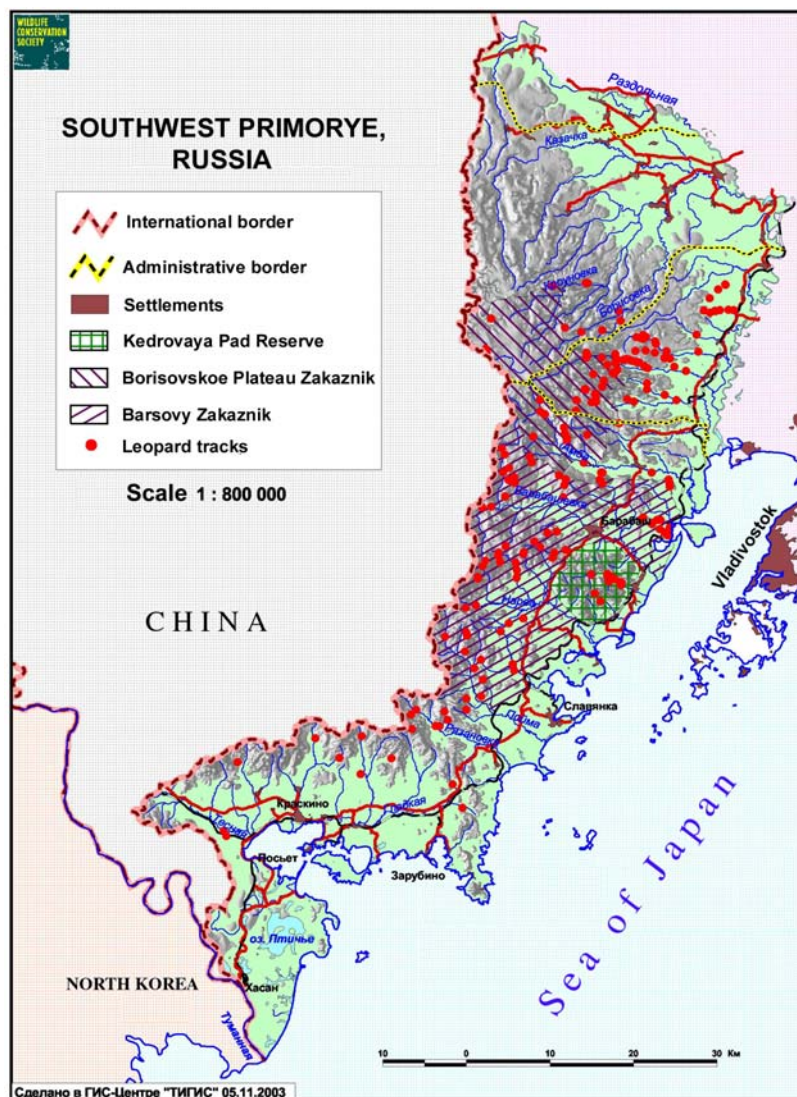 WILDLIFE
CONSERVATION
SOCIETY
SOUTHWEST PRIMORYE,
RUSSIA
International border
Administrative border
Settlements
Kedrovaya Pad Reserve
Borisovskoe Plateau Zakaznik
Barsovy Zakaznik
Leopard tracks
Scale 1 : 800 000
Раздольная
Казачка
Борисовка
Барабаш
Vladivostok
CHINA
Нарва
Славянка
Пойма
Рязановка
Краскино
Тесная
Посьет
Зарубино
оз. Птичье
NORTH KOREA
Хасан
Туманная
Sea of Japan
10 0 10 20 30 Км
Сделано в ГИС-Центре "ТИГИС" 05.11.2003